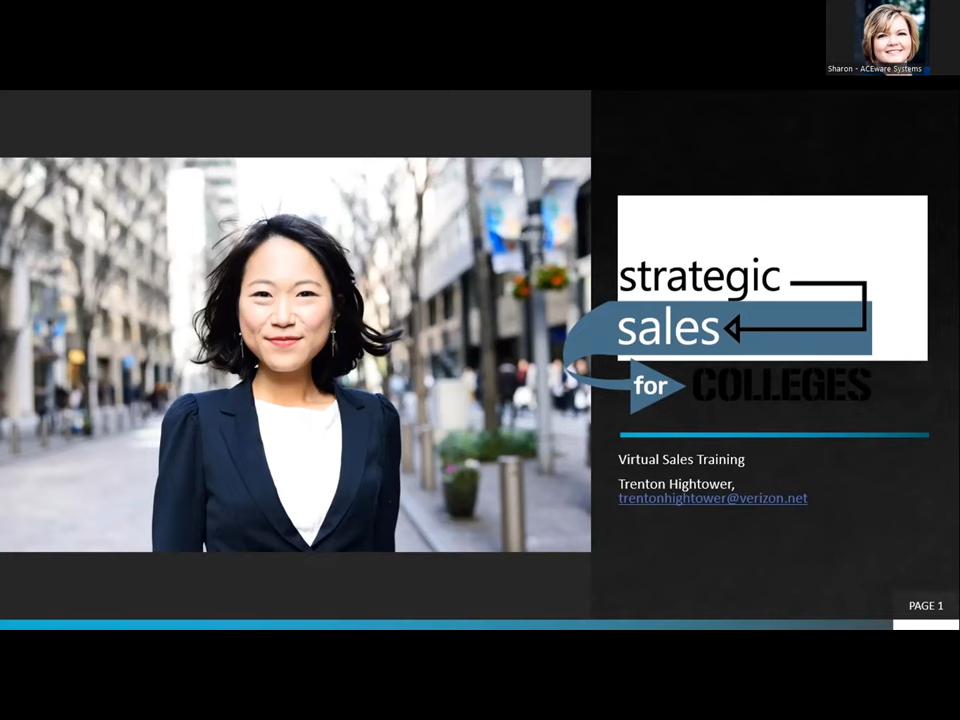 Sharon - ACEware Systems
strategic
sales
for COLLEGES
Virtual Sales Training
Trenton Hightower,
trentonhightower@verizon.net
PAGE 1